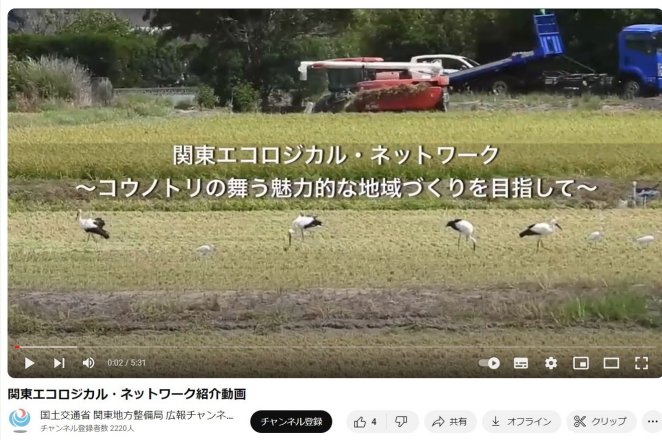 関東エコロジカル・ネットワーク
～コウノトリの舞う魅力的な地域づくりを目指して～
0:02 / 5:31
関東エコロジカル・ネットワーク紹介動画
国土交通省 関東地方整備局 広報チャンネ...
チャンネル登録者数 2220人
チャンネル登録
4
共有
オフライン
クリップ